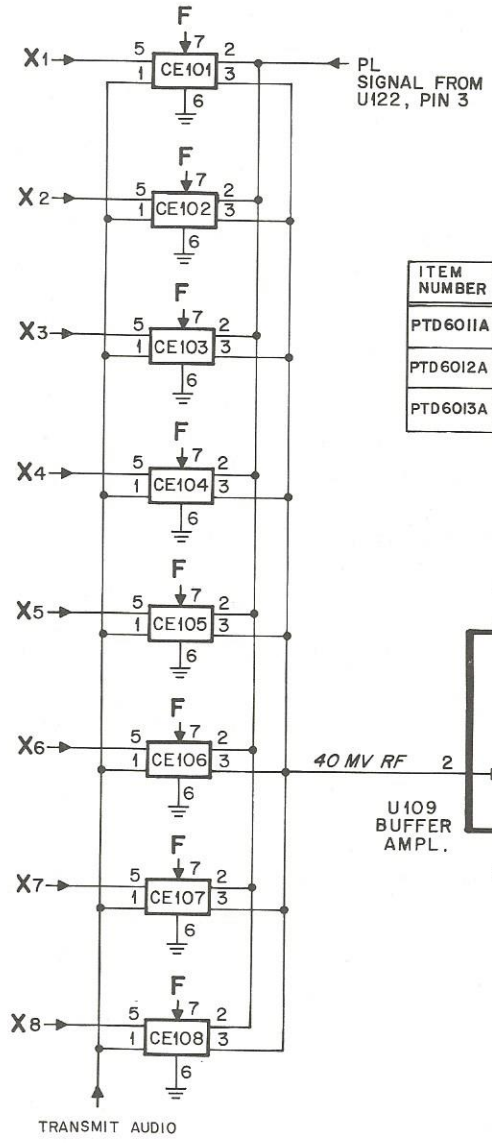 F
X1 5 7 2
CE101
1 3
6
PL
SIGNAL FROM
U122, PIN 3
F
X2 5 7 2
CE102
1 3
6
F
X3 5 7 2
CE103
1 3
6
F
X4 5 7 2
CE104
1 3
6
F
X5 5 7 2
CE105
1 3
6
F
X6 5 7 2
CE106
1 3
6
F
X7 5 7 2
CE107
1 3
6
F
X8 5 7 2
CE108
1 3
6
TRANSMIT AUDIO
ITEM
NUMBER
PTD6011A
PTD6012A
PTD6013A
40 MV RF 2
U109
BUFFER
AMPL.